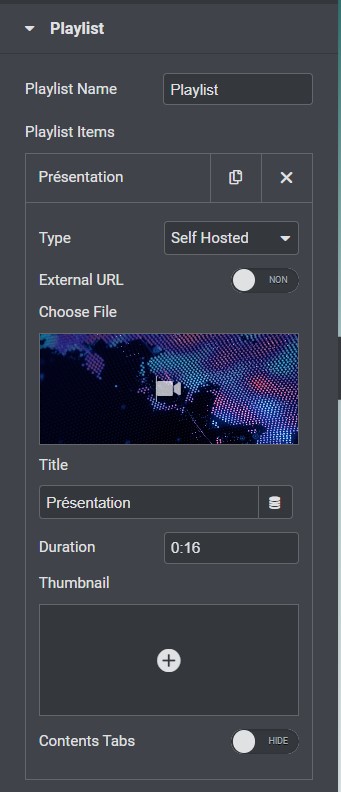 Playlist
Playlist Name
Playlist
Playlist Items
Présentation
Type
Self Hosted
External URL
NON
Choose File
Title
Présentation
Duration
0:16
Thumbnail
Contents Tabs
HIDE